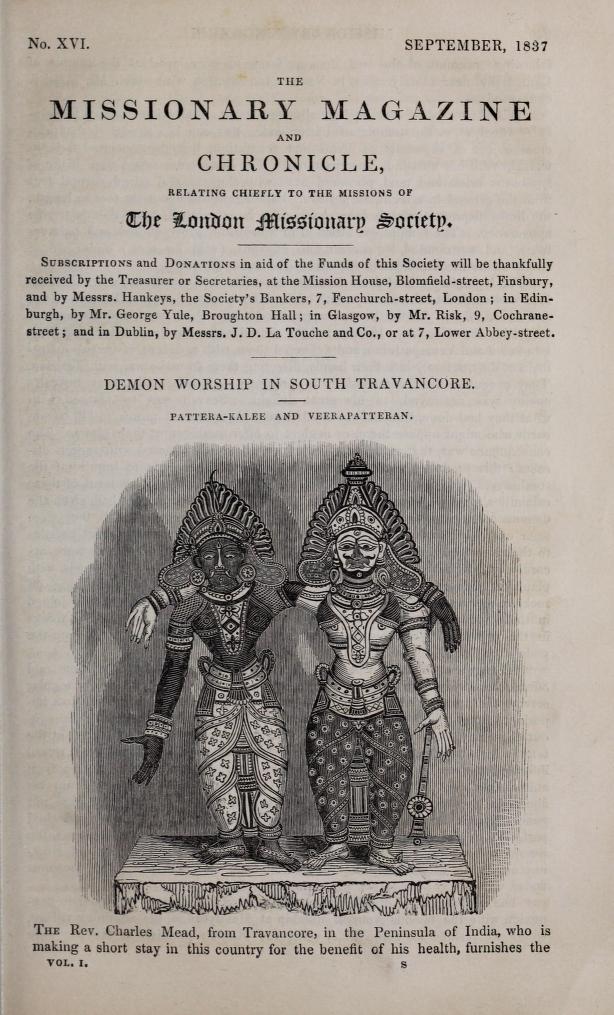 No. XVI.
SEPTEMBER, 1837
THE
MISSIONARY MAGAZINE
AND
CHRONICLE,
RELATING CHIEFLY TO THE MISSIONS OF
The London Missionary Society.
SUBSCRIPTIONS and DONATIONS in aid of the Funds of this Society will be thankfully
received by the Treasurer or Secretaries, at the Mission House, Blomfield-street, Finsbury,
and by Messrs. Hankeys, the Society's Bankers, 7, Fenchurch-street, London; in Edin-
burgh, by Mr. George Yule, Broughton Hall; in Glasgow, by Mr. Risk, 9, Cochrane-
street; and in Dublin, by Messrs. J. D. La Touche and Co., or at 7, Lower Abbey-street.
DEMON WORSHIP IN SOUTH TRAVANCORE.
PATTERA-KALEE AND VEERAPATTERAN.
THE Rev. Charles Mead, from Travancore, in the Peninsula of India, who is
making a short stay in this country for the benefit of his health, furnishes the
VOL. I.
S